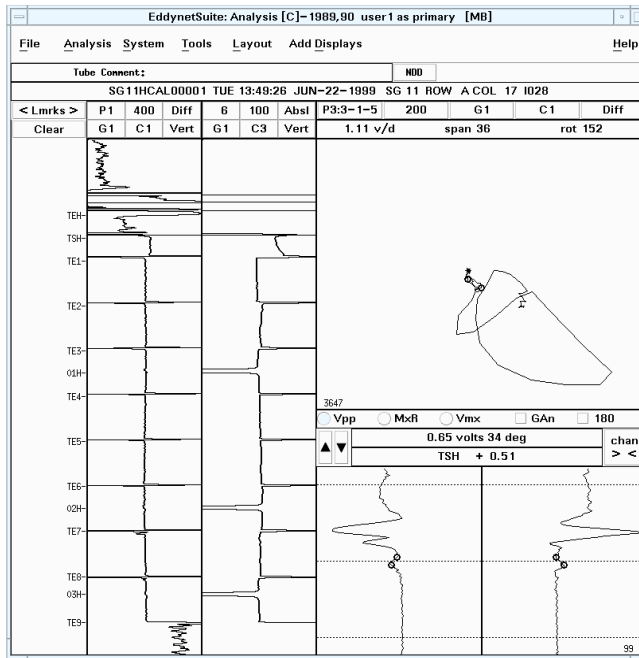 EddynetSuite: Analysis [C]-1989,90 user1 as primary [MB]
File Analysis System Tools Layout Add Displays Help
Tube Comment: NDD
SG11HCAL00001 TUE 13:49:26 JUN-22-1999 SG 11 ROW A COL 17 I028
< Lmrks > P1 400 Diff 6 100 Absl P3:3-1-5 200 G1 C1 Diff
Clear G1 C1 Vert G1 C3 Vert 1.11 v/d span 36 rot 152
TEH
TSH
TE1
TE2
TE3
01H
TE4
TE5
TE6
02H
TE7
TE8
03H
TE9
3647
Vpp MxR Vmx GAn 180
0.65 volts 34 deg chan
TSH + 0.51 > <
99